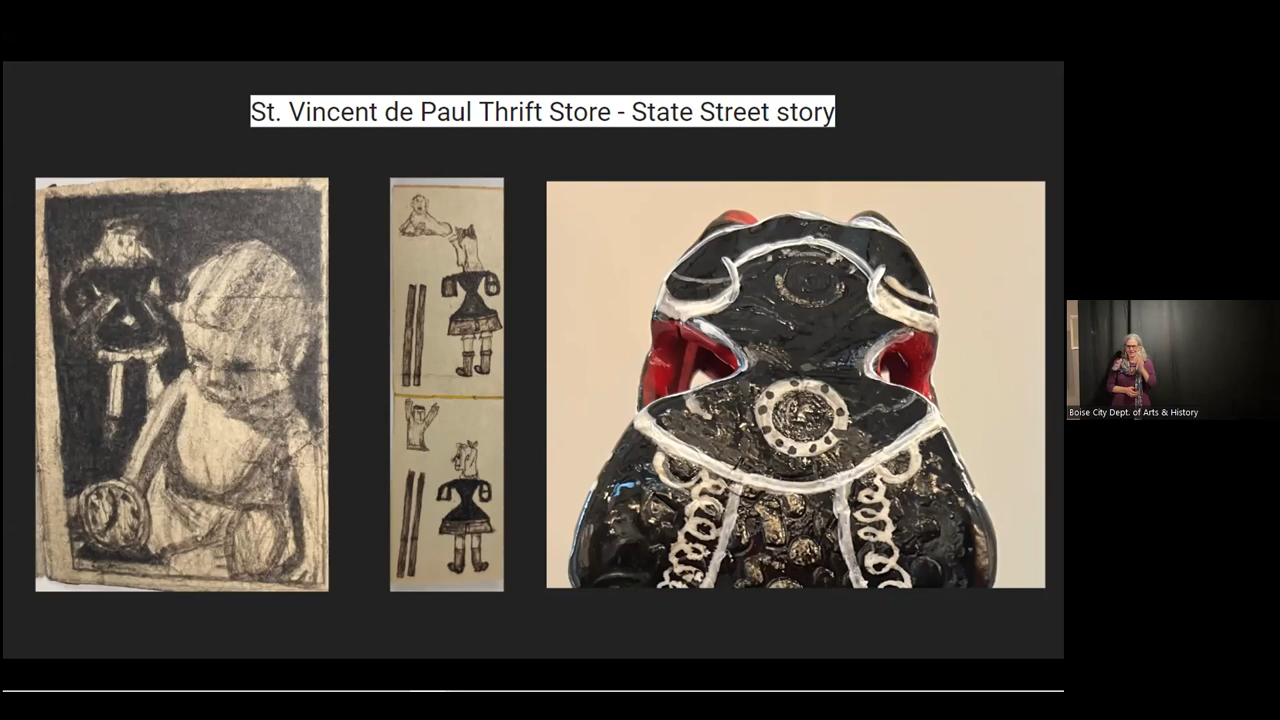 St. Vincent de Paul Thrift Store - State Street story
Boise City Dept. of Arts & History